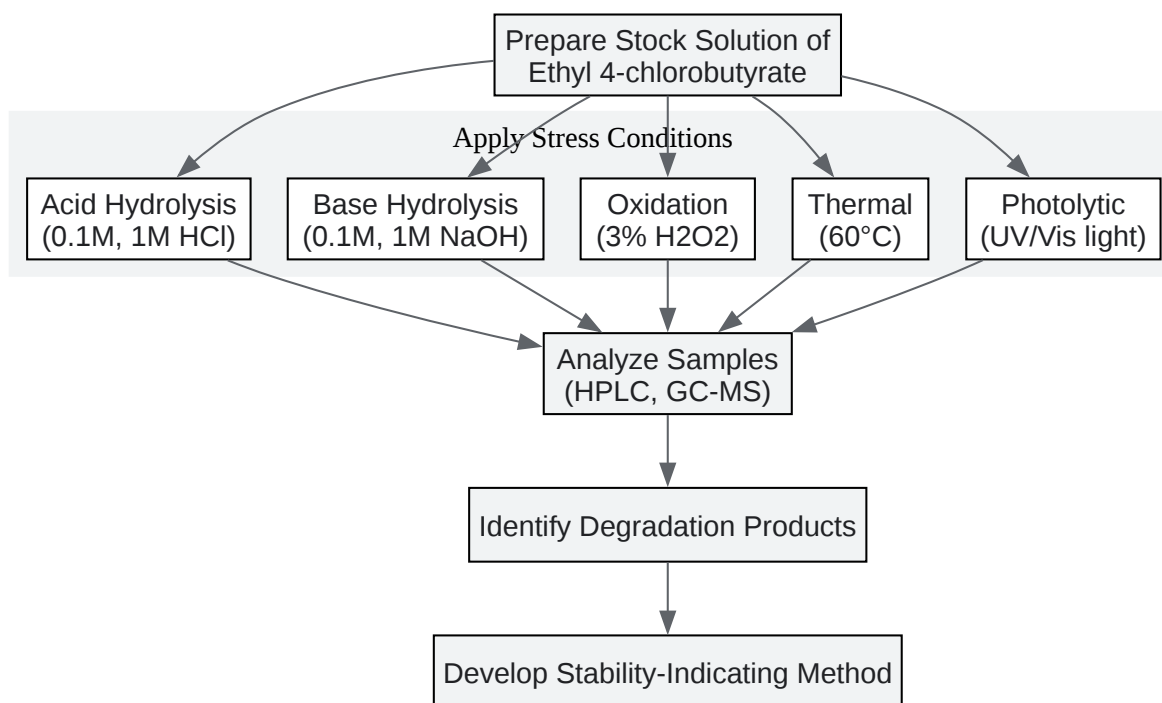 Prepare Stock Solution of
Ethyl 4-chlorobutyrate
Apply Stress Conditions
Acid Hydrolysis
(0.1M, 1M HCl)
Base Hydrolysis
(0.1M, 1M NaOH)
Oxidation
(3% H2O2)
Thermal
(60°C)
Photolytic
(UV/Vis light)
Analyze Samples
(HPLC, GC-MS)
Identify Degradation Products
Develop Stability-Indicating Method